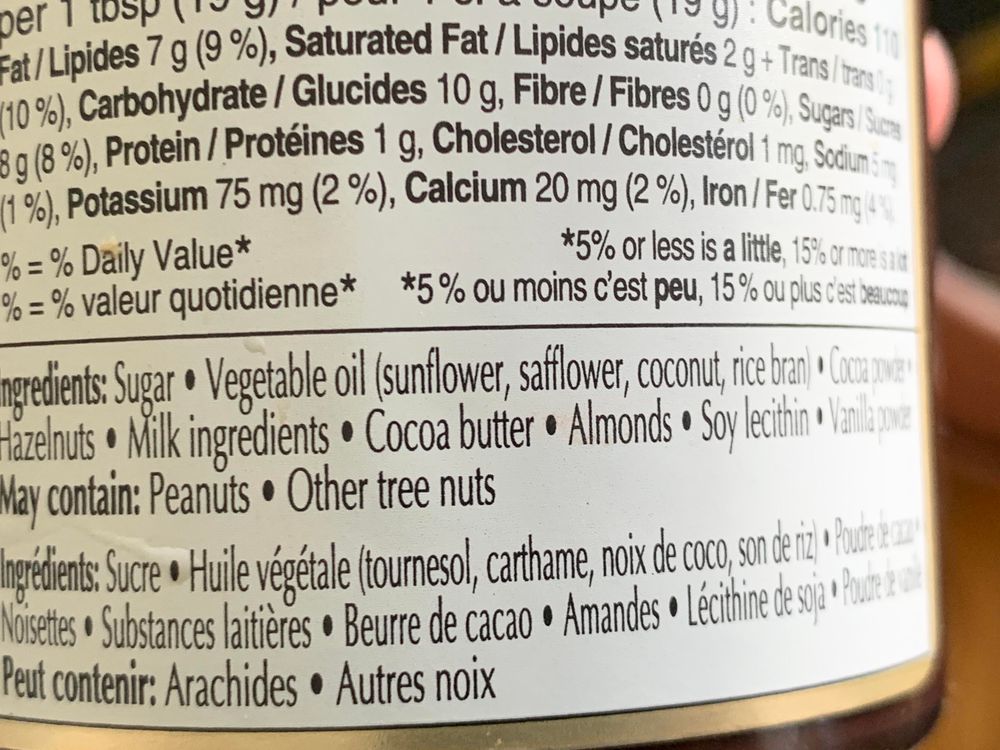 per 1 tbsp (19 g) / pour 1 c. à soupe (19 g) : Calories 110
Fat / Lipides 7 g (9 %), Saturated Fat / Lipides saturés 2 g + Trans / trans 0 g
(10 %), Carbohydrate / Glucides 10 g, Fibre / Fibres 0 g (0 %), Sugars / Sucres
8 g (8 %), Protein / Protéines 1 g, Cholesterol / Cholestérol 1 mg, Sodium 5 mg
(1 %), Potassium 75 mg (2 %), Calcium 20 mg (2 %), Iron / Fer 0.75 mg (4 %)
% = % Daily Value* *5% or less is a little, 15% or more is a lot
% = % valeur quotidienne* *5 % ou moins c'est peu, 15 % ou plus c'est beaucoup
Ingredients: Sugar • Vegetable oil (sunflower, safflower, coconut, rice bran) • Cocoa powder •
Hazelnuts • Milk ingredients • Cocoa butter • Almonds • Soy lecithin • Vanilla powder
May contain: Peanuts • Other tree nuts
Ingrédients: Sucre • Huile végétale (tournesol, carthame, noix de coco, son de riz) • Poudre de cacao •
Noisettes • Substances laitières • Beurre de cacao • Amandes • Lécithine de soja • Poudre de vanille
Peut contenir: Arachides • Autres noix